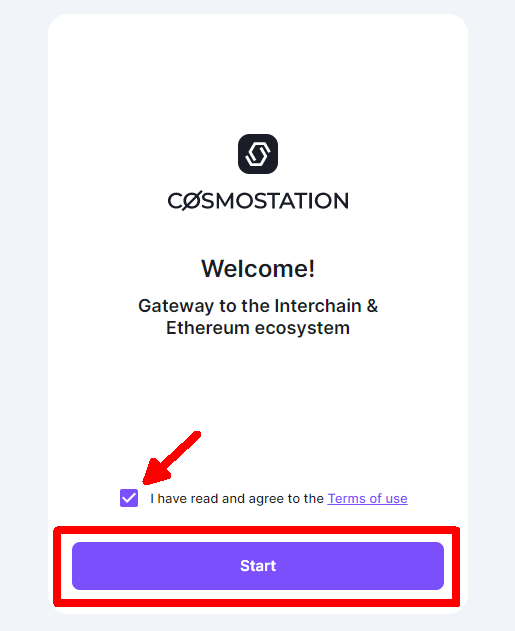 CØSMOSTATION
Welcome!
Gateway to the Interchain &
Ethereum ecosystem
I have read and agree to the Terms of use
Start